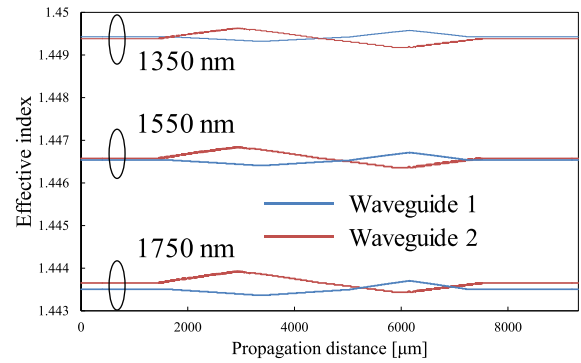 1.45
1.449
1.448
1.447
1.446
1.445
1.444
1.443
Effective index
1350 nm
1550 nm
1750 nm
Waveguide 1
Waveguide 2
0
2000
4000
6000
8000
Propagation distance [μm]